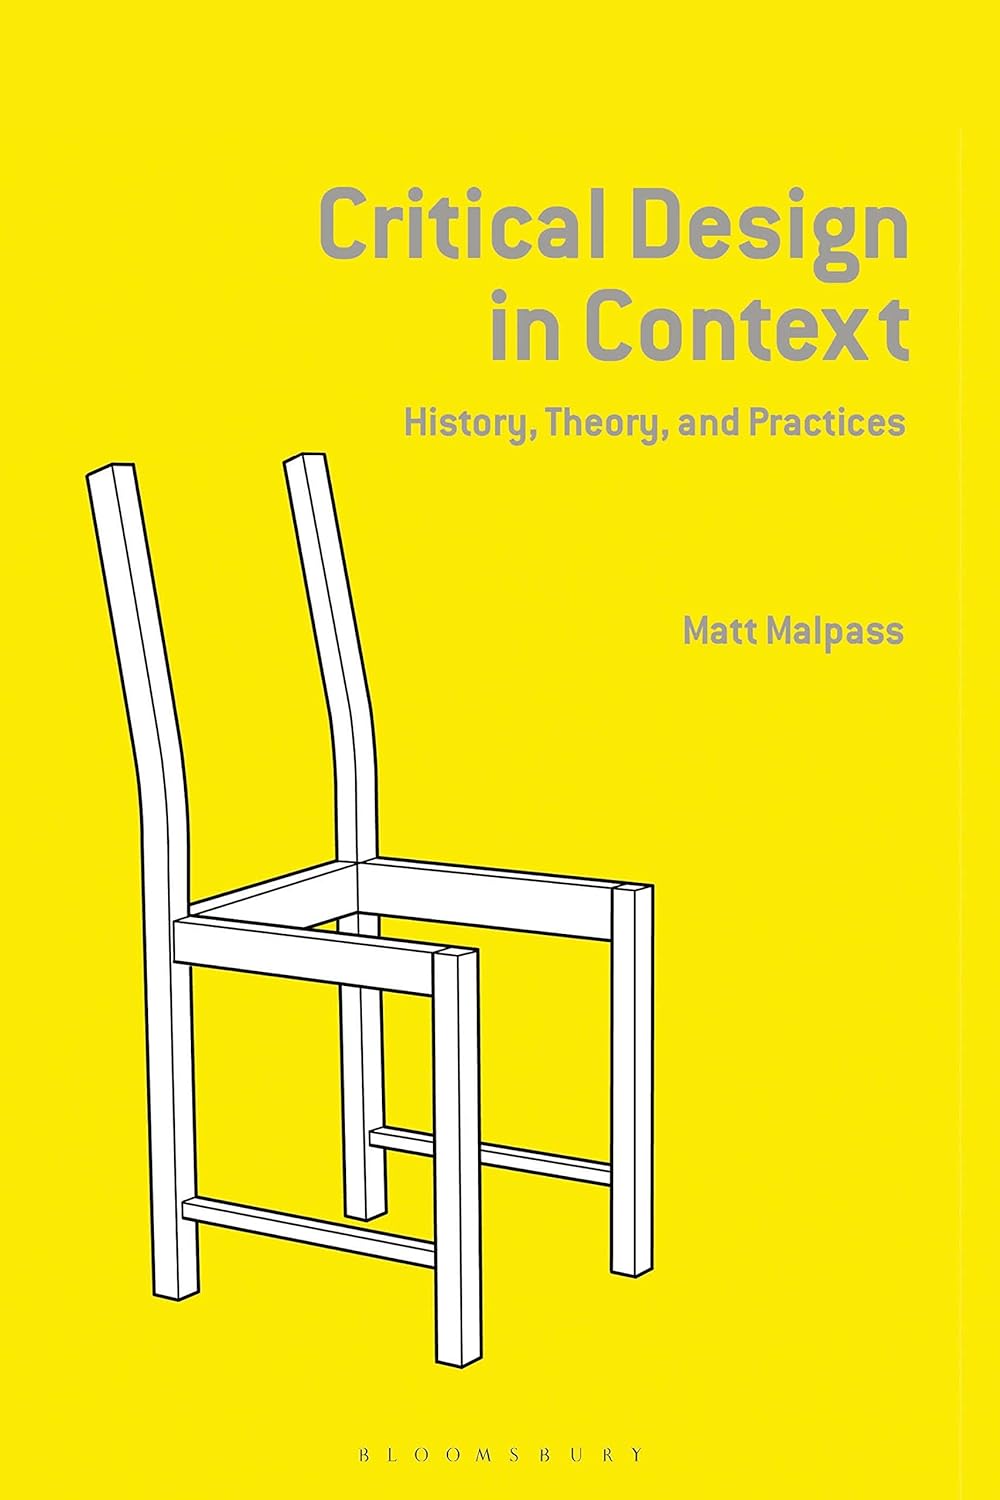 Critical Design
in Context
History, Theory, and Practices
Matt Malpass
BLOOMSBURY